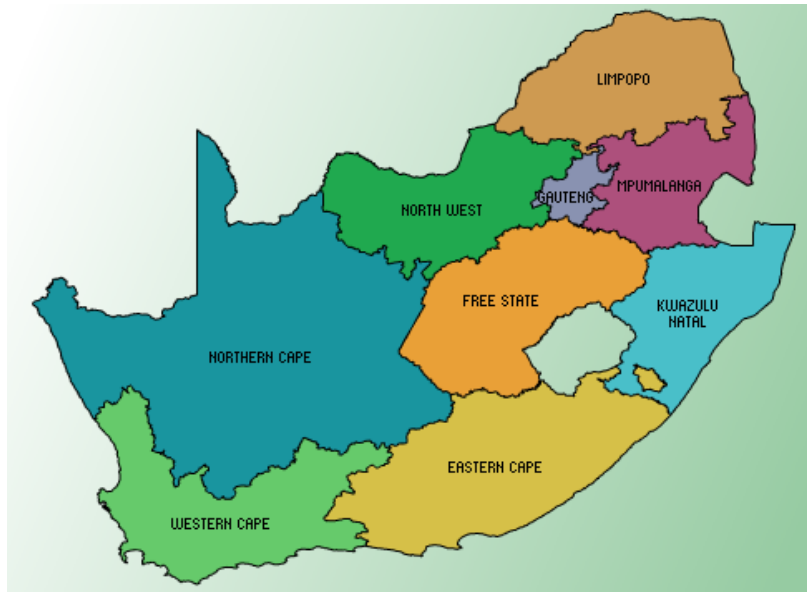 LIMPOPO
MPUMALANGA
GAUTENG
NORTH WEST
FREE STATE
KWAZULU
NATAL
NORTHERN CAPE
EASTERN CAPE
WESTERN CAPE